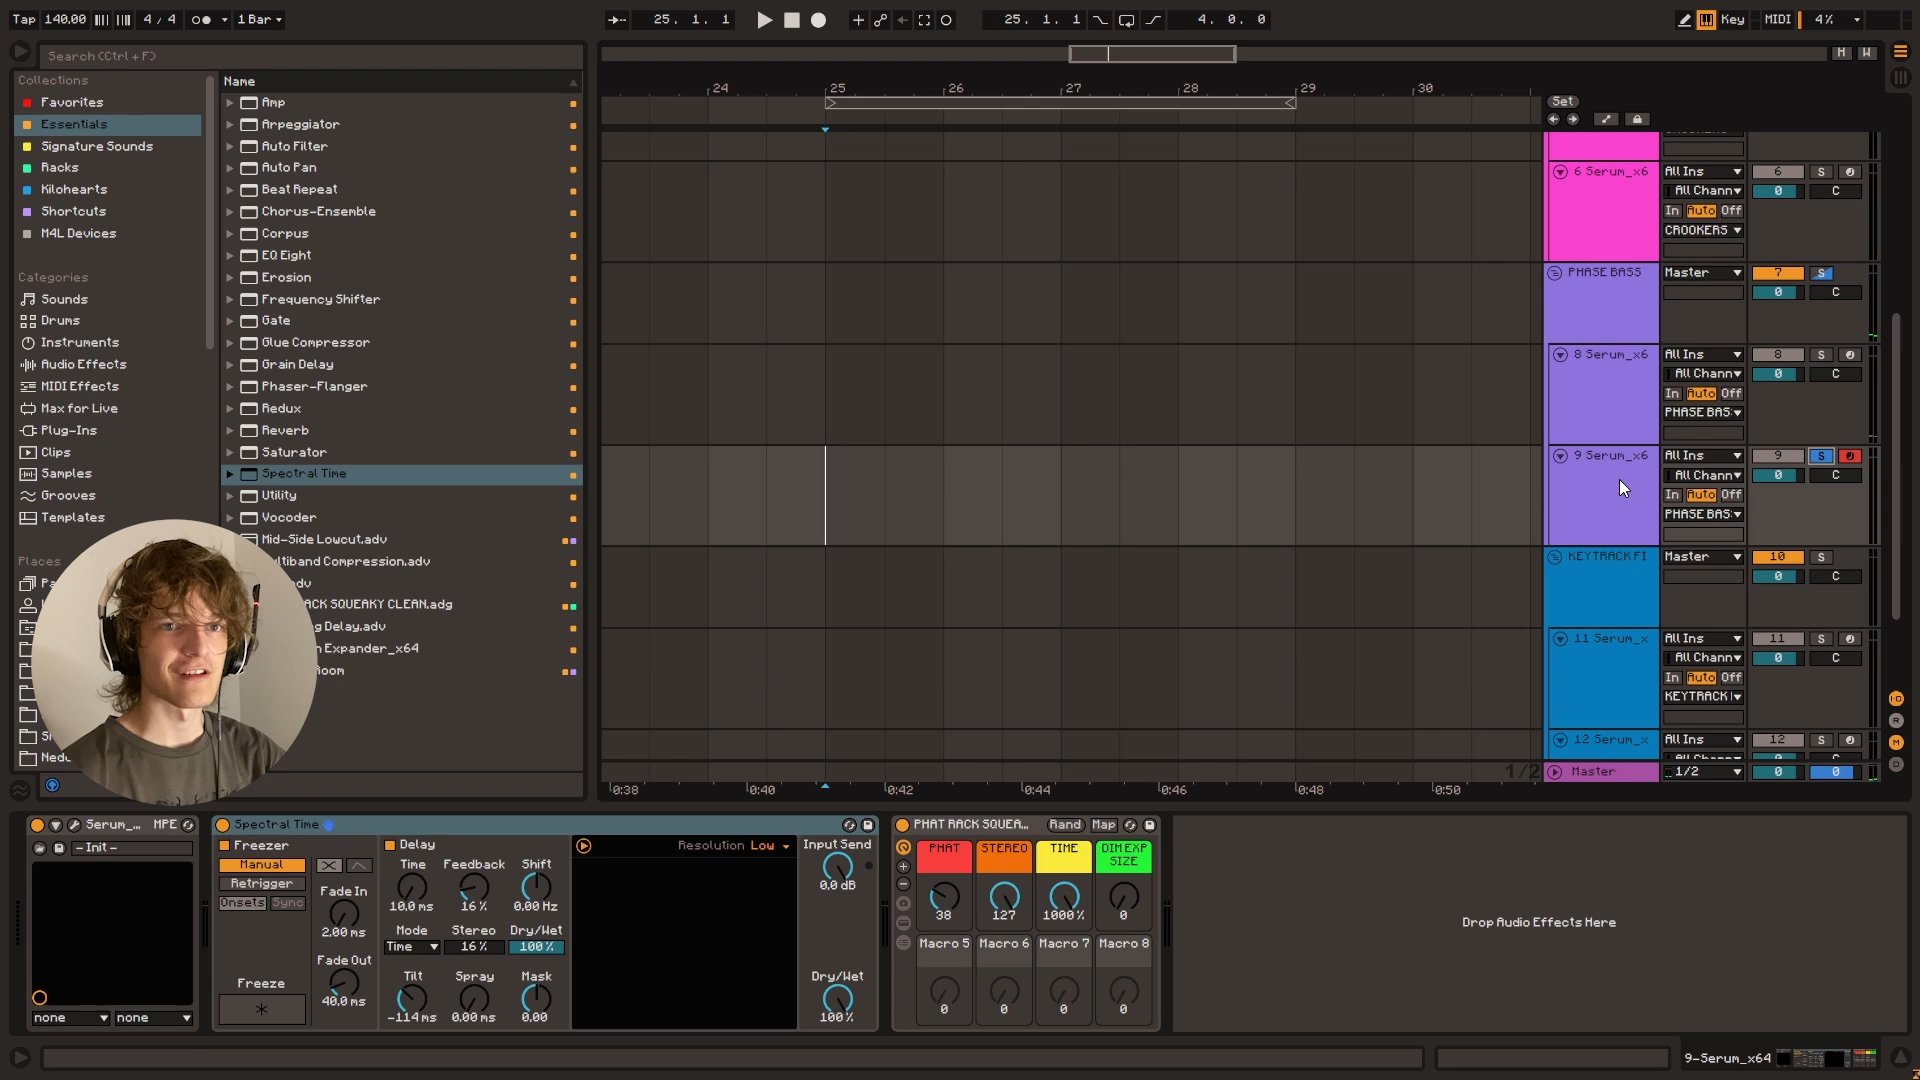 Tap 140.00 4 / 4 1 Bar
25. 1. 1
25. 1. 1
4. 0. 0
Key MIDI 4%
Search (Ctrl + F)
H W
Collections
Favorites
Essentials
Signature Sounds
Racks
Kilohearts
Shortcuts
M4L Devices
Categories
Sounds
Drums
Instruments
Audio Effects
MIDI Effects
Max for Live
Plug-Ins
Clips
Samples
Grooves
Templates
Places
Name
Amp
Arpeggiator
Auto Filter
Auto Pan
Beat Repeat
Chorus-Ensemble
Corpus
EQ Eight
Erosion
Frequency Shifter
Gate
Glue Compressor
Grain Delay
Phaser-Flanger
Redux
Reverb
Saturator
Spectral Time
Utility
Vocoder
Mid-Side Lowcut.adv
ultiband Compression.adv
adv
ACK SQUEAKY CLEAN.adg
g Delay.adv
n Expander_x64
Room
24 25 26 27 28 29 30
Set
6 Serum_x6 All Ins 6 S
All Chann 0 C
In Auto Off
CROOKERS
PHASE BASS Master 7 S
0 C
8 Serum_x6 All Ins 8 S
All Chann 0 C
In Auto Off
PHASE BAS
9 Serum_x6 All Ins 9 S
All Chann 0 C
In Auto Off
PHASE BAS
KEYTRACK FI Master 10 S
0 C
11 Serum_x All Ins 11 S
All Chann 0 C
In Auto Off
KEYTRACK
12 Serum_x All Ins 12 S
1/2 Master 1/2 0 0
0:38 0:40 0:42 0:44 0:46 0:48 0:50
Serum_... MPE
- Init -
none none
Spectral Time
Freezer
Manual
Retrigger
Onsets Sync
Fade In
2.00 ms
Fade Out
40.0 ms
Freeze
Delay
Time Feedback Shift
10.0 ms 16 % 0.00 Hz
Mode Stereo Dry/Wet
Time 16 % 100 %
Tilt Spray Mask
-114 ms 0.00 ms 0.00
Resolution Low
Input Send
0.0 dB
Dry/Wet
100 %
PHAT RACK SQUEA... Rand Map
PHAT STEREO TIME DIM EXP SIZE
38 127 1000 % 0
Macro 5 Macro 6 Macro 7 Macro 8
0 0 0 0
Drop Audio Effects Here
9-Serum_x64